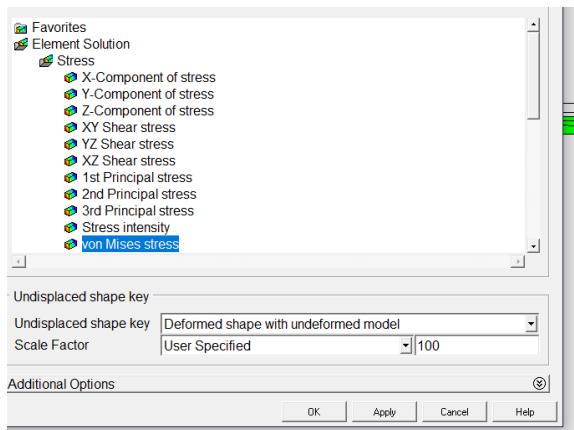 Favorites
Element Solution
Stress
X-Component of stress
Y-Component of stress
Z-Component of stress
XY Shear stress
YZ Shear stress
XZ Shear stress
1st Principal stress
2nd Principal stress
3rd Principal stress
Stress intensity
von Mises stress
Undisplaced shape key
Undisplaced shape key Deformed shape with undeformed model
Scale Factor User Specified 100
Additional Options
OK Apply Cancel Help